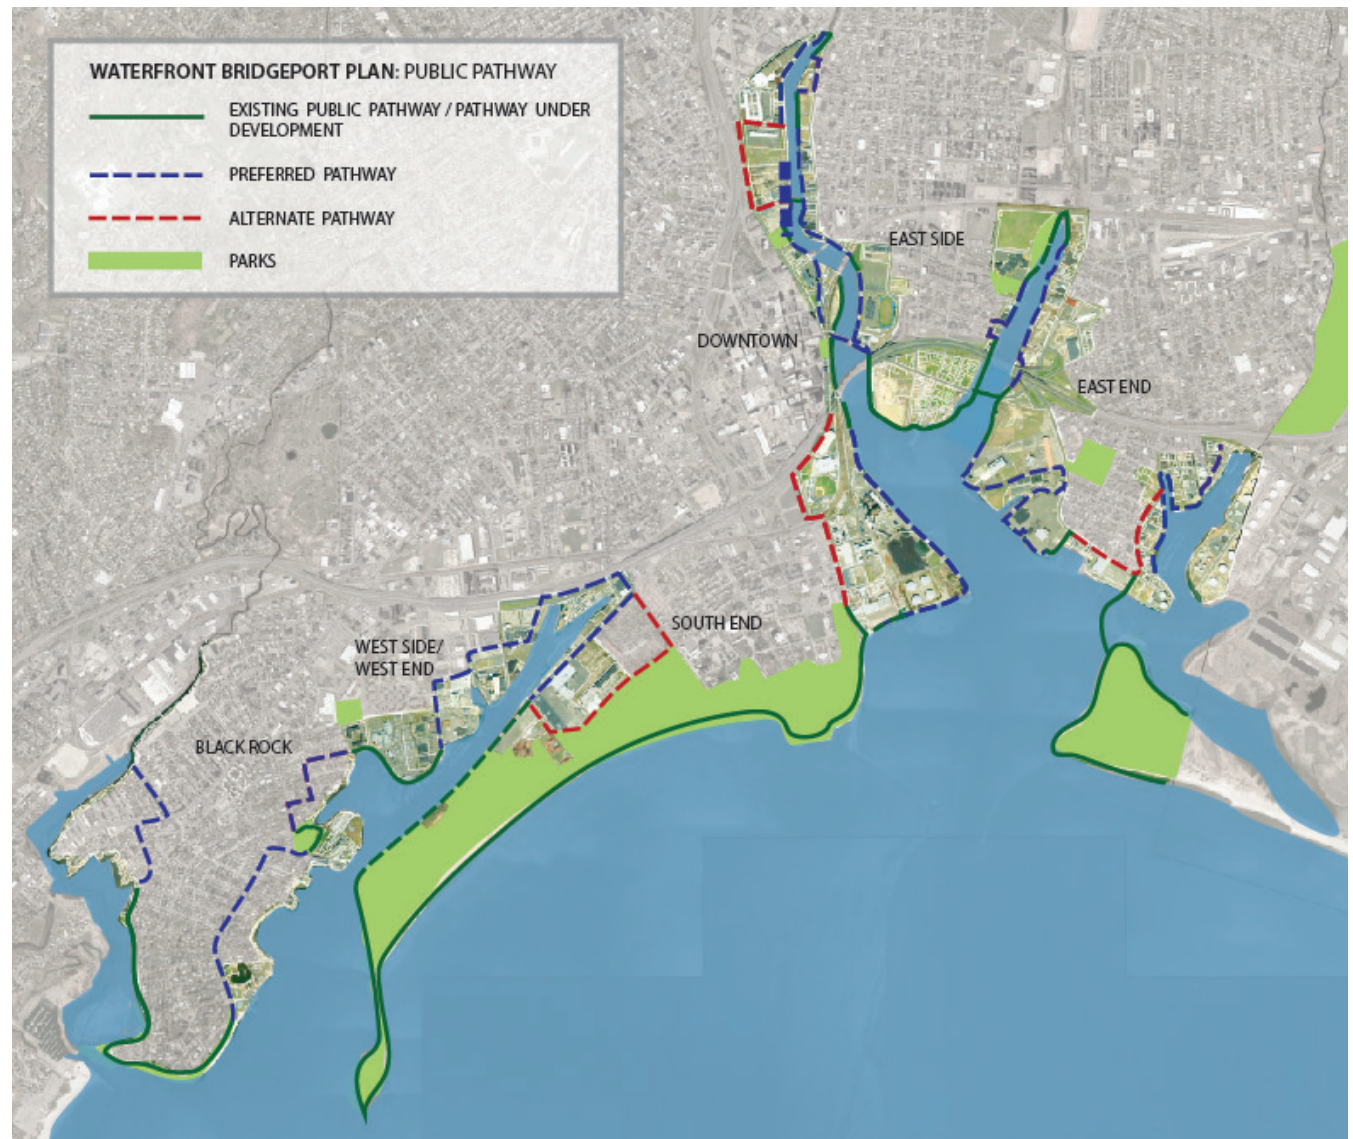 WATERFRONT BRIDGEPORT PLAN: PUBLIC PATHWAY
EXISTING PUBLIC PATHWAY / PATHWAY UNDER
DEVELOPMENT
PREFERRED PATHWAY
ALTERNATE PATHWAY
PARKS
EAST SIDE
DOWNTOWN
EAST END
SOUTH END
WEST SIDE/
WEST END
BLACK ROCK